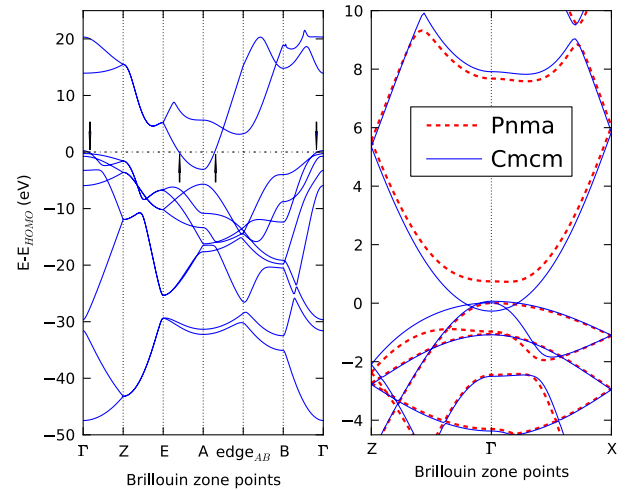 20
10
0
−10
−20
−30
−40
−50
E-E_HOMO (eV)
Γ Z E A edge_AB B Γ
Brillouin zone points
10
8
6
4
2
0
−2
−4
Pnma
Cmcm
Z Γ X
Brillouin zone points